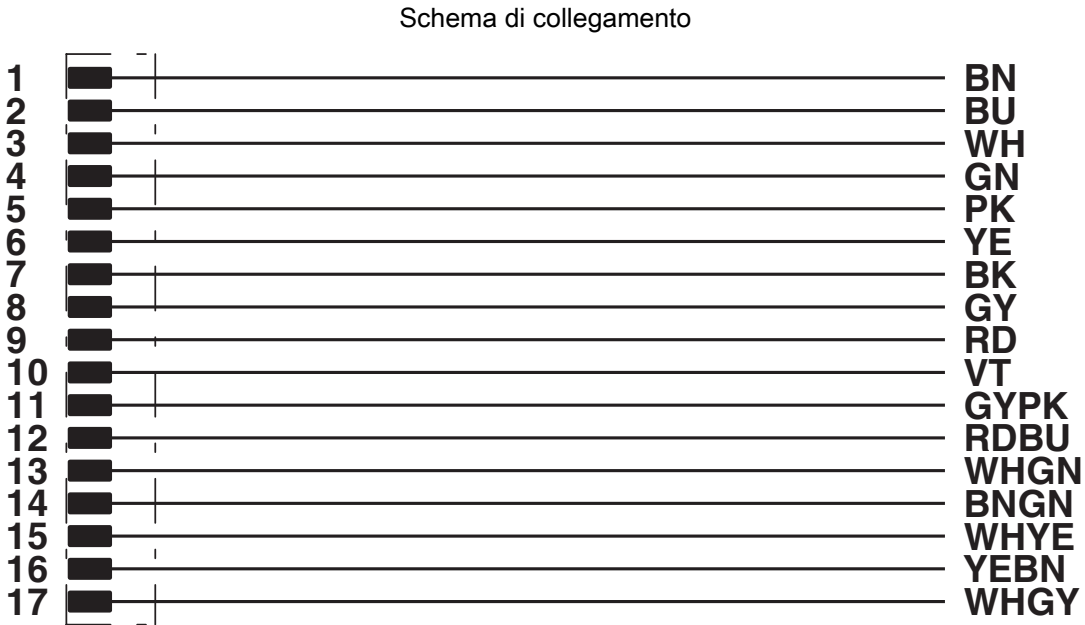 Schema di collegamento
1 BN
2 BU
3 WH
4 GN
5 PK
6 YE
7 BK
8 GY
9 RD
10 VT
11 GYPK
12 RDBU
13 WHGN
14 BNGN
15 WHYE
16 YEBN
17 WHGY